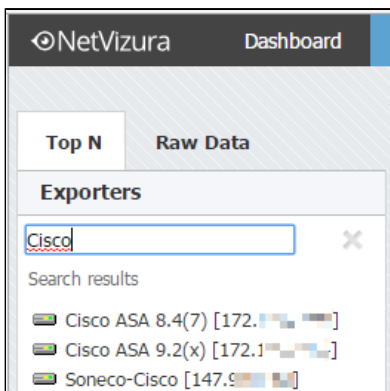 NetVizura Dashboard
Top N Raw Data
Exporters
Cisco
Search results
Cisco ASA 8.4(7) [172.
Cisco ASA 9.2(x) [172.1
Soneco-Cisco [147.9